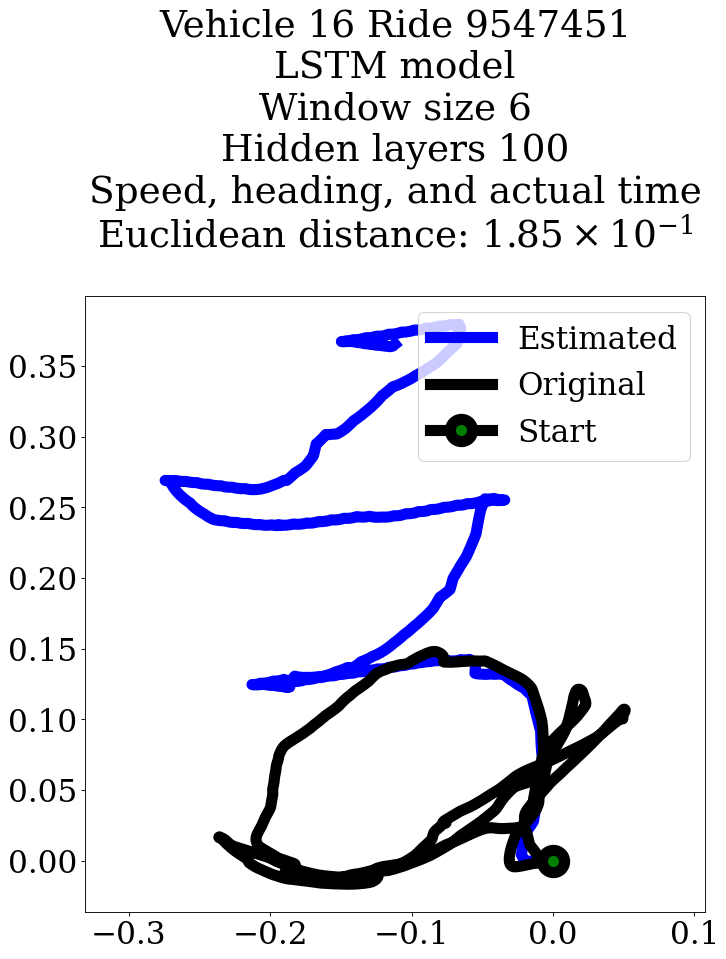 Vehicle 16 Ride 9547451
LSTM model
Window size 6
Hidden layers 100
Speed, heading, and actual time
Euclidean distance: 1.85 × 10⁻¹
Estimated
Original
Start
0.35
0.30
0.25
0.20
0.15
0.10
0.05
0.00
−0.3
−0.2
−0.1
0.0
0.1